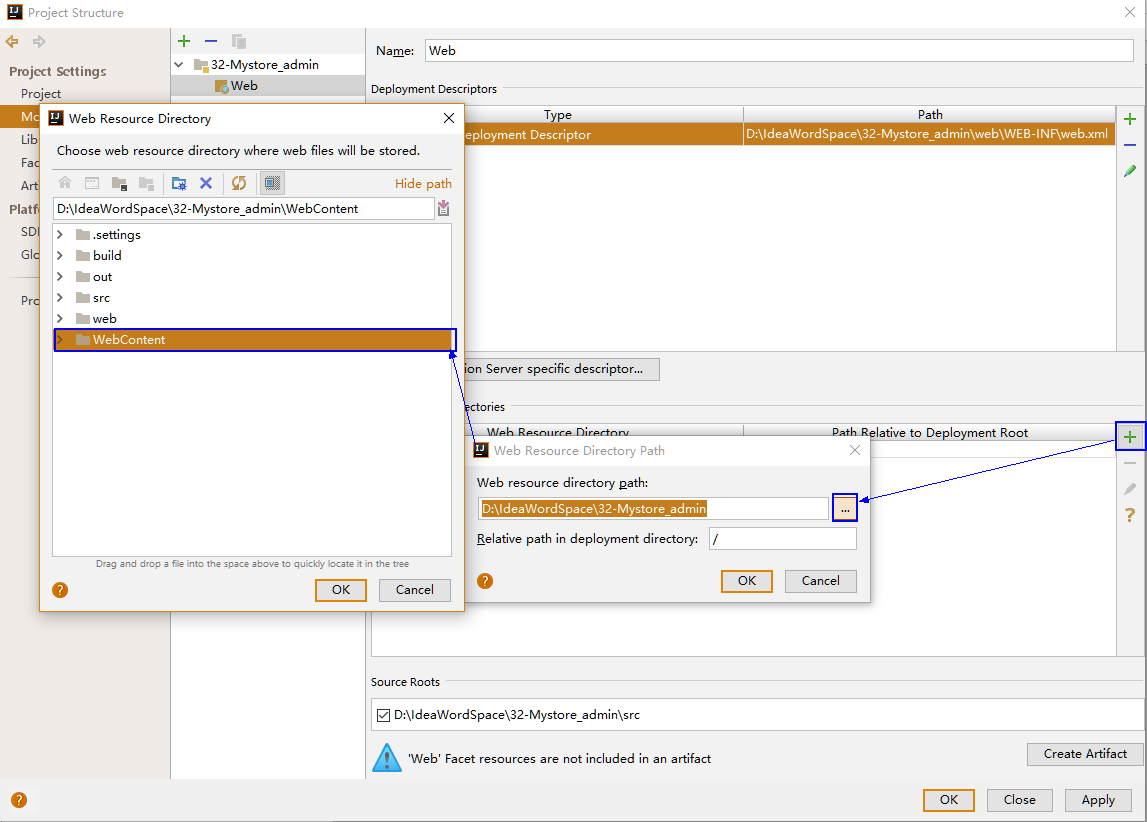 Project Structure
Project Settings
Project
Mo
Lib
Fac
Art
Platf
SDI
Glo
Pro
32-Mystore_admin
Web
Name: Web
Deployment Descriptors
Type Path
eployment Descriptor D:\IdeaWordSpace\32-Mystore_admin\web\WEB-INF\web.xml
ion Server specific descriptor...
ectories
Web Resource Directory Path Relative to Deployment Root
Web Resource Directory
Choose web resource directory where web files will be stored.
Hide path
D:\IdeaWordSpace\32-Mystore_admin\WebContent
.settings
build
out
src
web
WebContent
Drag and drop a file into the space above to quickly locate it in the tree
? OK Cancel
Web Resource Directory Path
Web resource directory path:
D:\IdeaWordSpace\32-Mystore_admin ...
Relative path in deployment directory: /
? OK Cancel
Source Roots
D:\IdeaWordSpace\32-Mystore_admin\src
'Web' Facet resources are not included in an artifact Create Artifact
? OK Close Apply